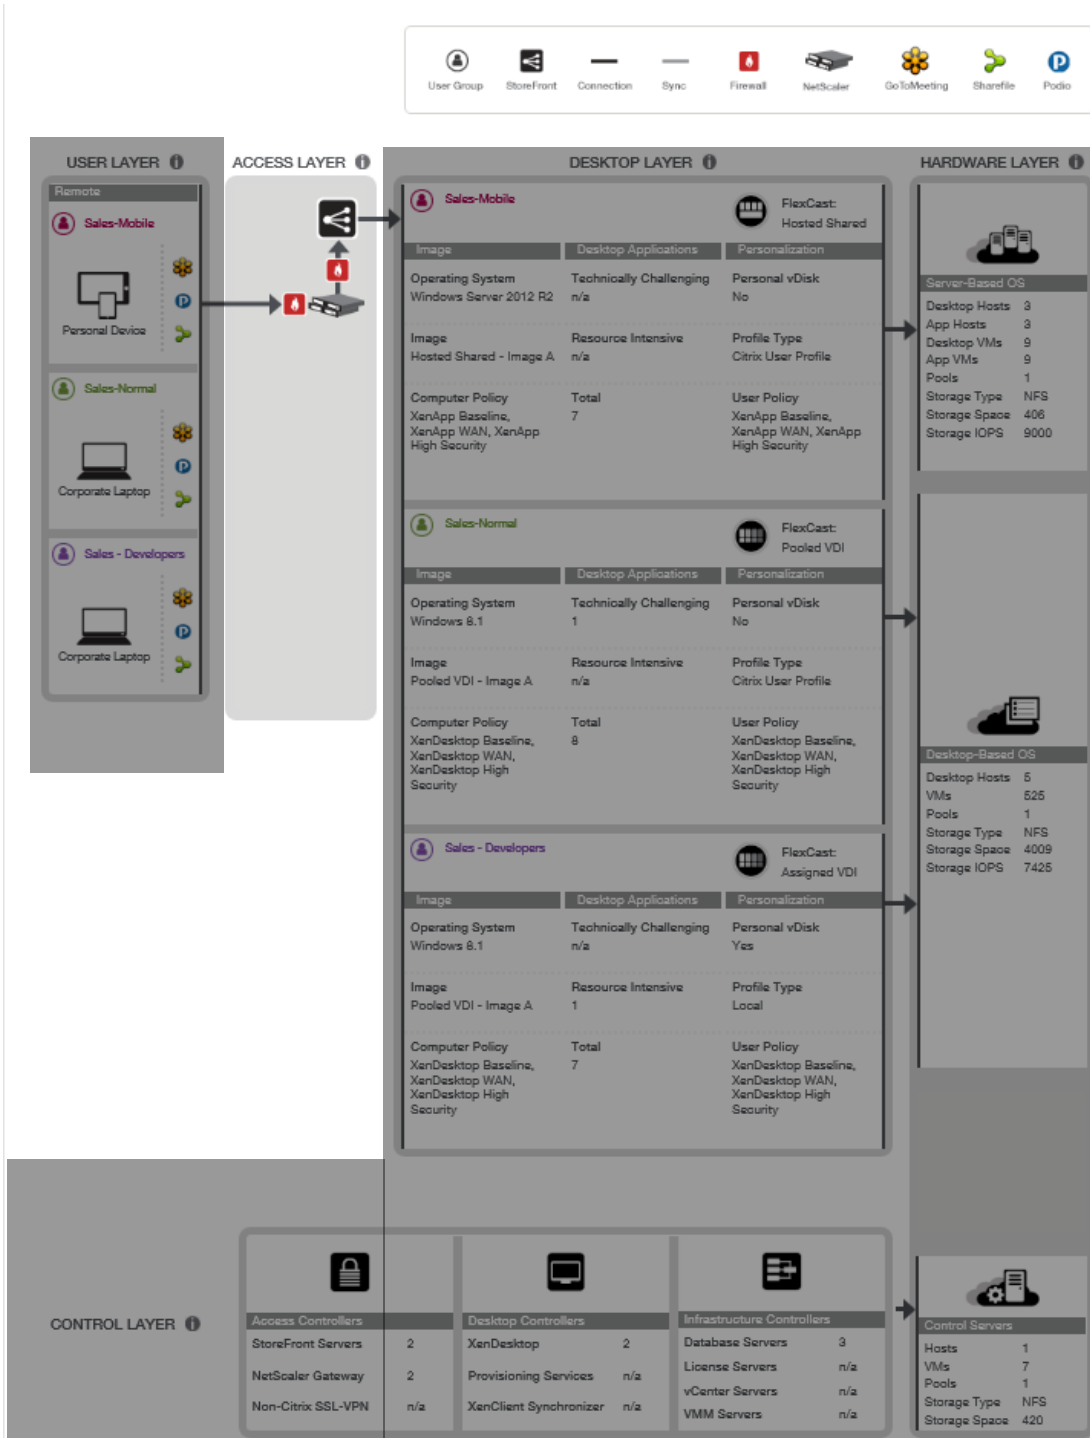 User Group StoreFront Connection Sync Firewall NetScaler GoToMeeting Sharefile Podio
USER LAYER
Remote
Sales-Mobile
Personal Device
Sales-Normal
Corporate Laptop
Sales - Developers
Corporate Laptop
ACCESS LAYER
DESKTOP LAYER
Sales-Mobile
FlexCast:
Hosted Shared
Image Desktop Applications Personalization
Operating System Technically Challenging Personal vDisk
Windows Server 2012 R2 n/a No
Image Resource Intensive Profile Type
Hosted Shared - Image A n/a Citrix User Profile
Computer Policy Total User Policy
XenApp Baseline, 7 XenApp Baseline,
XenApp WAN, XenApp XenApp WAN, XenApp
High Security High Security
Sales-Normal
FlexCast:
Pooled VDI
Image Desktop Applications Personalization
Operating System Technically Challenging Personal vDisk
Windows 8.1 1 No
Image Resource Intensive Profile Type
Pooled VDI - Image A n/a Citrix User Profile
Computer Policy Total User Policy
XenDesktop Baseline, 8 XenDesktop Baseline,
XenDesktop WAN, XenDesktop WAN,
XenDesktop High XenDesktop High
Security Security
Sales - Developers
FlexCast:
Assigned VDI
Image Desktop Applications Personalization
Operating System Technically Challenging Personal vDisk
Windows 8.1 n/a Yes
Image Resource Intensive Profile Type
Pooled VDI - Image A 1 Local
Computer Policy Total User Policy
XenDesktop Baseline, 7 XenDesktop Baseline,
XenDesktop WAN, XenDesktop WAN,
XenDesktop High XenDesktop High
Security Security
HARDWARE LAYER
Server-Based OS
Desktop Hosts 3
App Hosts 3
Desktop VMs 9
App VMs 9
Pools 1
Storage Type NFS
Storage Space 406
Storage IOPS 9000
Desktop-Based OS
Desktop Hosts 5
VMs 525
Pools 1
Storage Type NFS
Storage Space 4009
Storage IOPS 7425
CONTROL LAYER
Access Controllers
StoreFront Servers 2
NetScaler Gateway 2
Non-Citrix SSL-VPN n/a
Desktop Controllers
XenDesktop 2
Provisioning Services n/a
XenClient Synchronizer n/a
Infrastructure Controllers
Database Servers 3
License Servers n/a
vCenter Servers n/a
VMM Servers n/a
Control Servers
Hosts 1
VMs 7
Pools 1
Storage Type NFS
Storage Space 420